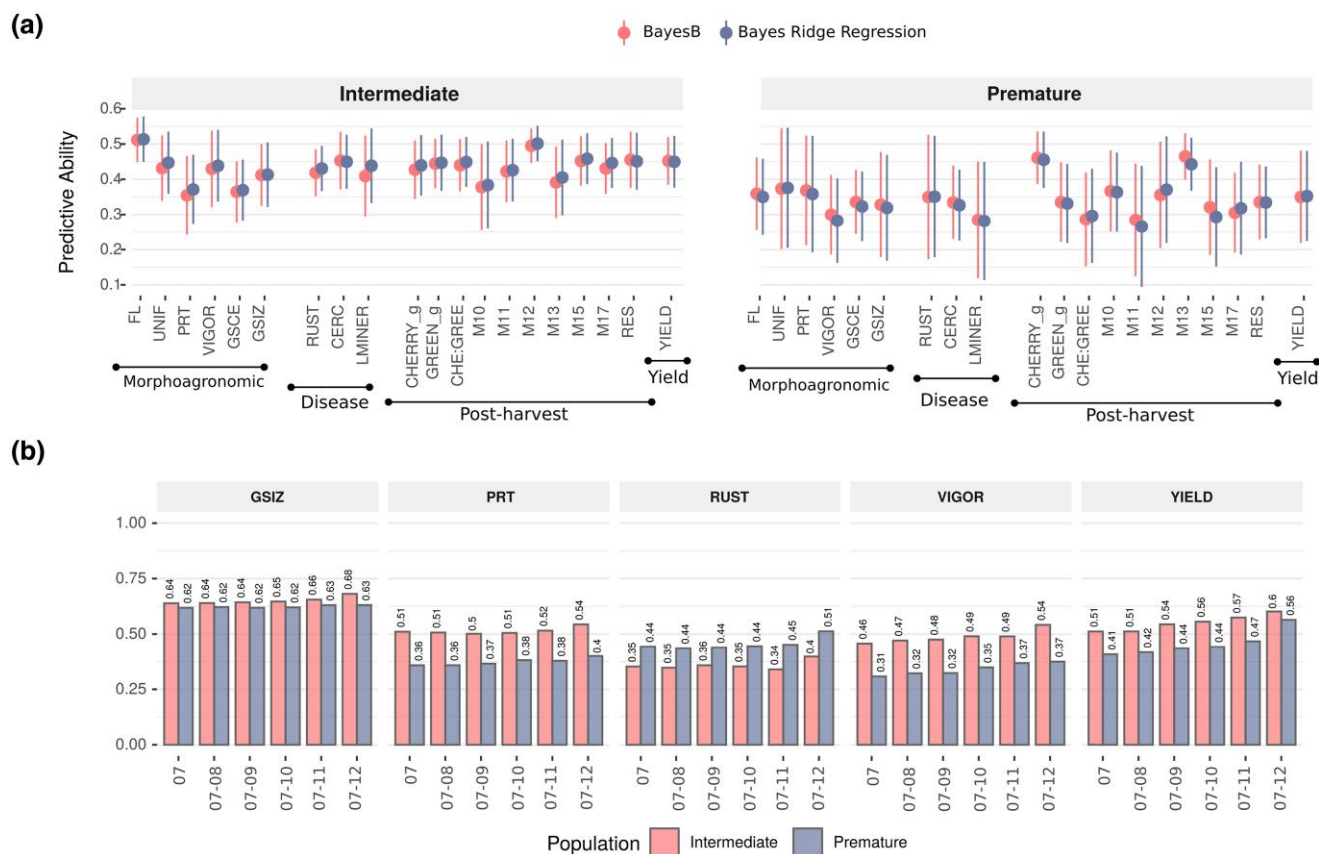 (a)
BayesB Bayes Ridge Regression
Intermediate Premature
Predictive Ability
0.6
0.5
0.4
0.3
0.2
0.1
FL UNIF PRT VIGOR GSCE GSIZ RUST CERC LMINER CHERRY_g GREEN_g CHE:GREE M10 M11 M12 M13 M15 M17 RES YIELD
FL UNIF PRT VIGOR GSCE GSIZ RUST CERC LMINER CHERRY_g GREEN_g CHE:GREE M10 M11 M12 M13 M15 M17 RES YIELD
Morphoagronomic Disease Post-harvest Yield
Morphoagronomic Disease Post-harvest Yield
(b)
GSIZ PRT RUST VIGOR YIELD
1.00
0.75
0.50
0.25
0.00
0.64 0.62 0.64 0.62 0.64 0.62 0.65 0.62 0.66 0.63 0.68 0.63
0.51 0.36 0.51 0.36 0.5 0.37 0.51 0.38 0.52 0.38 0.54 0.4
0.35 0.44 0.35 0.44 0.36 0.44 0.35 0.44 0.34 0.45 0.4 0.51
0.46 0.31 0.47 0.32 0.48 0.32 0.49 0.35 0.49 0.37 0.54 0.37
0.51 0.41 0.51 0.42 0.54 0.44 0.56 0.44 0.57 0.47 0.6 0.56
07 07-08 07-09 07-10 07-11 07-12
07 07-08 07-09 07-10 07-11 07-12
07 07-08 07-09 07-10 07-11 07-12
07 07-08 07-09 07-10 07-11 07-12
07 07-08 07-09 07-10 07-11 07-12
Population Intermediate Premature